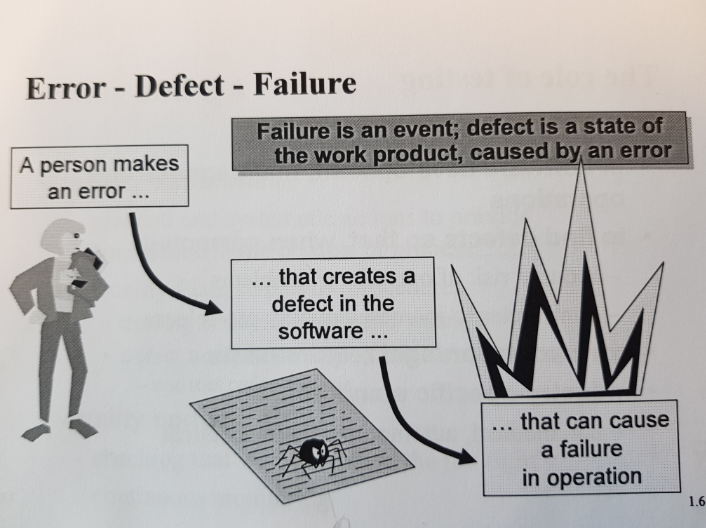 Error - Defect - Failure
Failure is an event; defect is a state of
the work product, caused by an error
A person makes
an error ...
... that creates a
defect in the
software ...
... that can cause
a failure
in operation
1.6